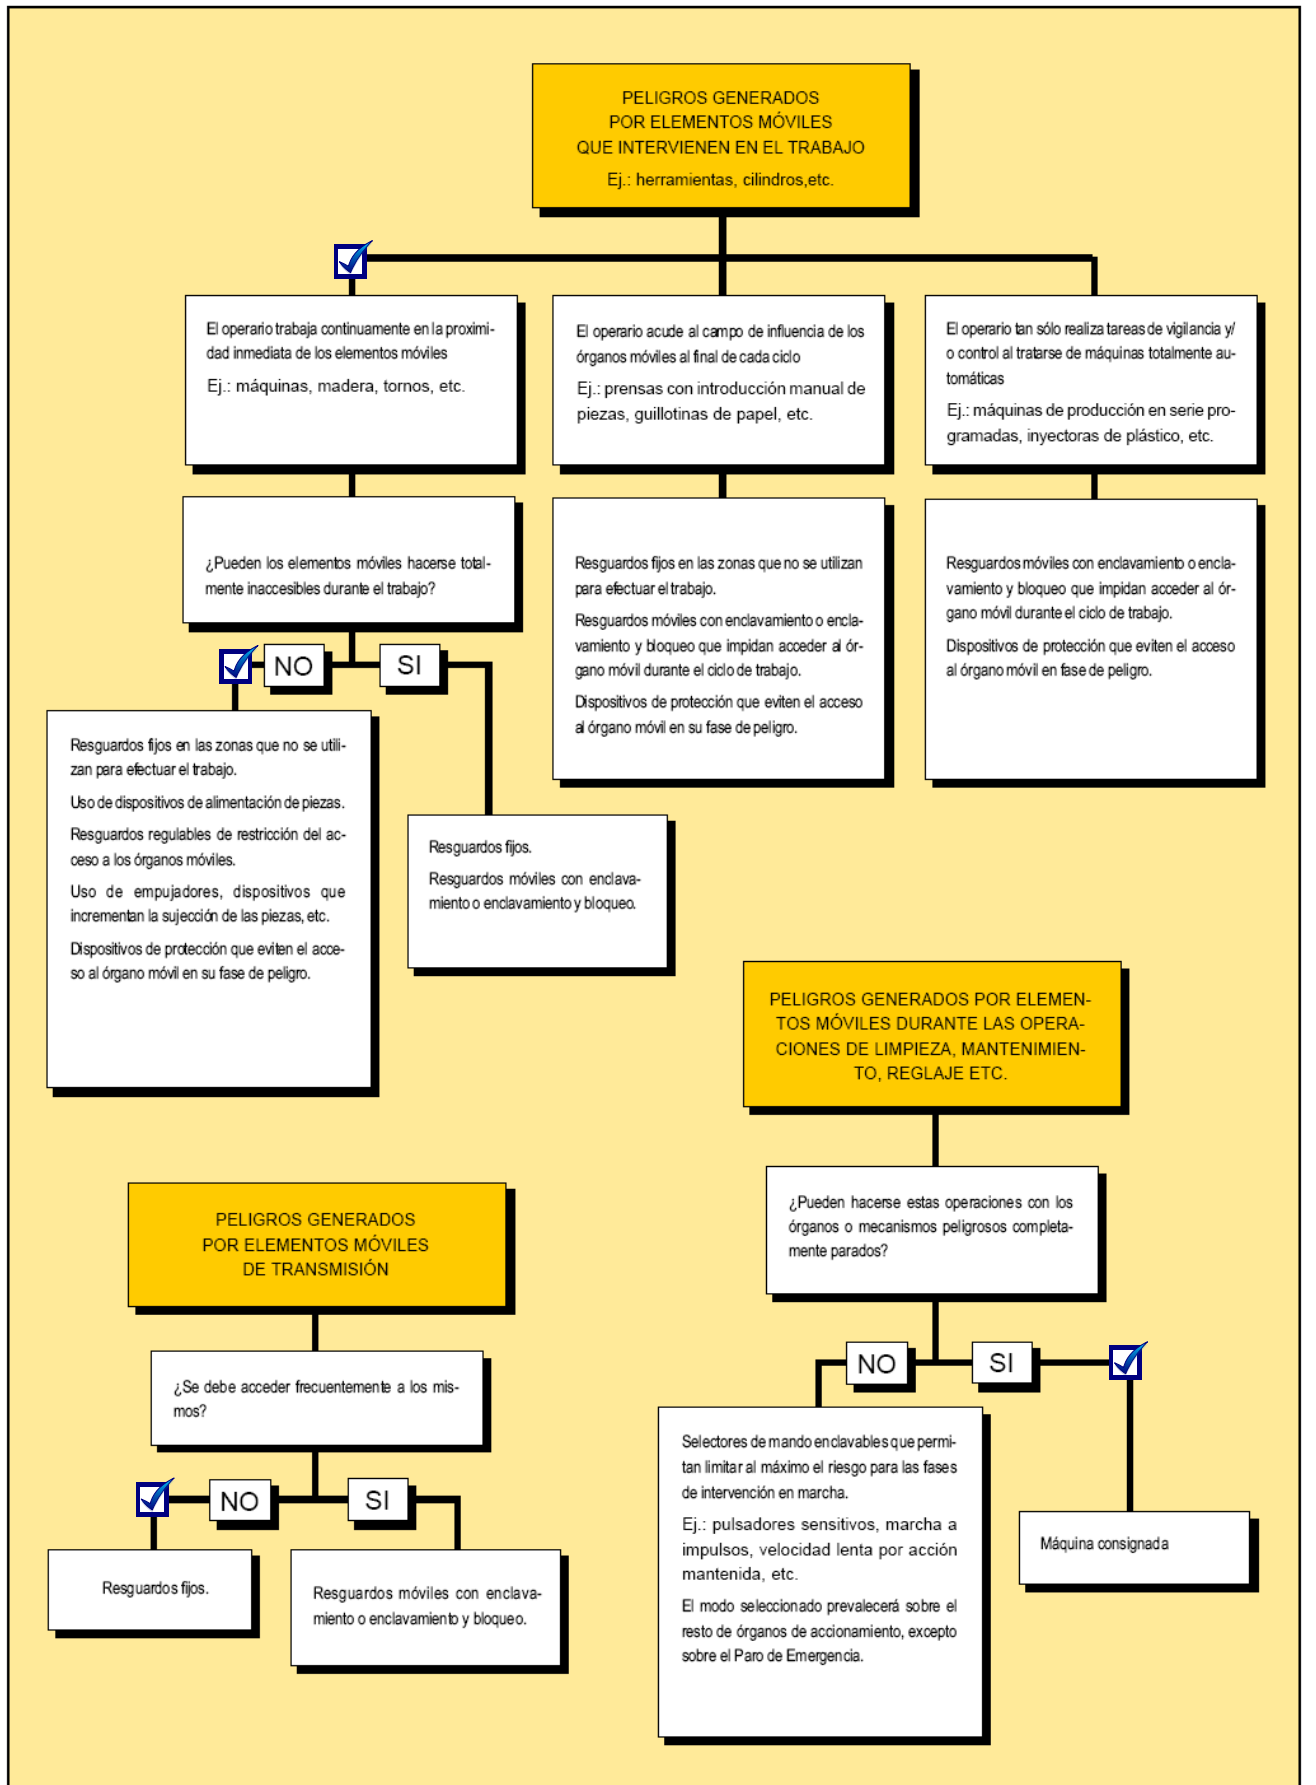 PELIGROS GENERADOS
POR ELEMENTOS MÓVILES
QUE INTERVIENEN EN EL TRABAJO
Ej.: herramientas, cilindros,etc.
El operario trabaja continuamente en la proximi-
dad inmediata de los elementos móviles
Ej.: máquinas, madera, tornos, etc.
El operario acude al campo de influencia de los
órganos móviles al final de cada ciclo
Ej.: prensas con introducción manual de
piezas, guillotinas de papel, etc.
El operario tan sólo realiza tareas de vigilancia y/
o control al tratarse de máquinas totalmente au-
tomáticas
Ej.: máquinas de producción en serie pro-
gramadas, inyectoras de plástico, etc.
¿Pueden los elementos móviles hacerse total-
mente inaccesibles durante el trabajo?
Resguardos fijos en las zonas que no se utilizan
para efectuar el trabajo.
Resguardos móviles con enclavamiento o encla-
vamiento y bloqueo que impidan acceder al ór-
gano móvil durante el ciclo de trabajo.
Dispositivos de protección que eviten el acceso
al órgano móvil en su fase de peligro.
Resguardos móviles con enclavamiento o encla-
vamiento y bloqueo que impidan acceder al ór-
gano móvil durante el ciclo de trabajo.
Dispositivos de protección que eviten el acceso
al órgano móvil en fase de peligro.
NO
SI
Resguardos fijos en las zonas que no se utili-
zan para efectuar el trabajo.
Uso de dispositivos de alimentación de piezas.
Resguardos regulables de restricción del ac-
ceso a los órganos móviles.
Uso de empujadores, dispositivos que
incrementan la sujección de las piezas, etc.
Dispositivos de protección que eviten el acce-
so al órgano móvil en su fase de peligro.
Resguardos fijos.
Resguardos móviles con enclava-
miento o enclavamiento y bloqueo.
PELIGROS GENERADOS POR ELEMEN-
TOS MÓVILES DURANTE LAS OPERA-
CIONES DE LIMPIEZA, MANTENIMIEN-
TO, REGLAJE ETC.
¿Pueden hacerse estas operaciones con los
órganos o mecanismos peligrosos completa-
mente parados?
NO
SI
Selectores de mando enclavables que permi-
tan limitar al máximo el riesgo para las fases
de intervención en marcha.
Ej.: pulsadores sensitivos, marcha a
impulsos, velocidad lenta por acción
mantenida, etc.
El modo seleccionado prevalecerá sobre el
resto de órganos de accionamiento, excepto
sobre el Paro de Emergencia.
Máquina consignada
PELIGROS GENERADOS
POR ELEMENTOS MÓVILES
DE TRANSMISIÓN
¿Se debe acceder frecuentemente a los mis-
mos?
NO
SI
Resguardos fijos.
Resguardos móviles con enclava-
miento o enclavamiento y bloqueo.